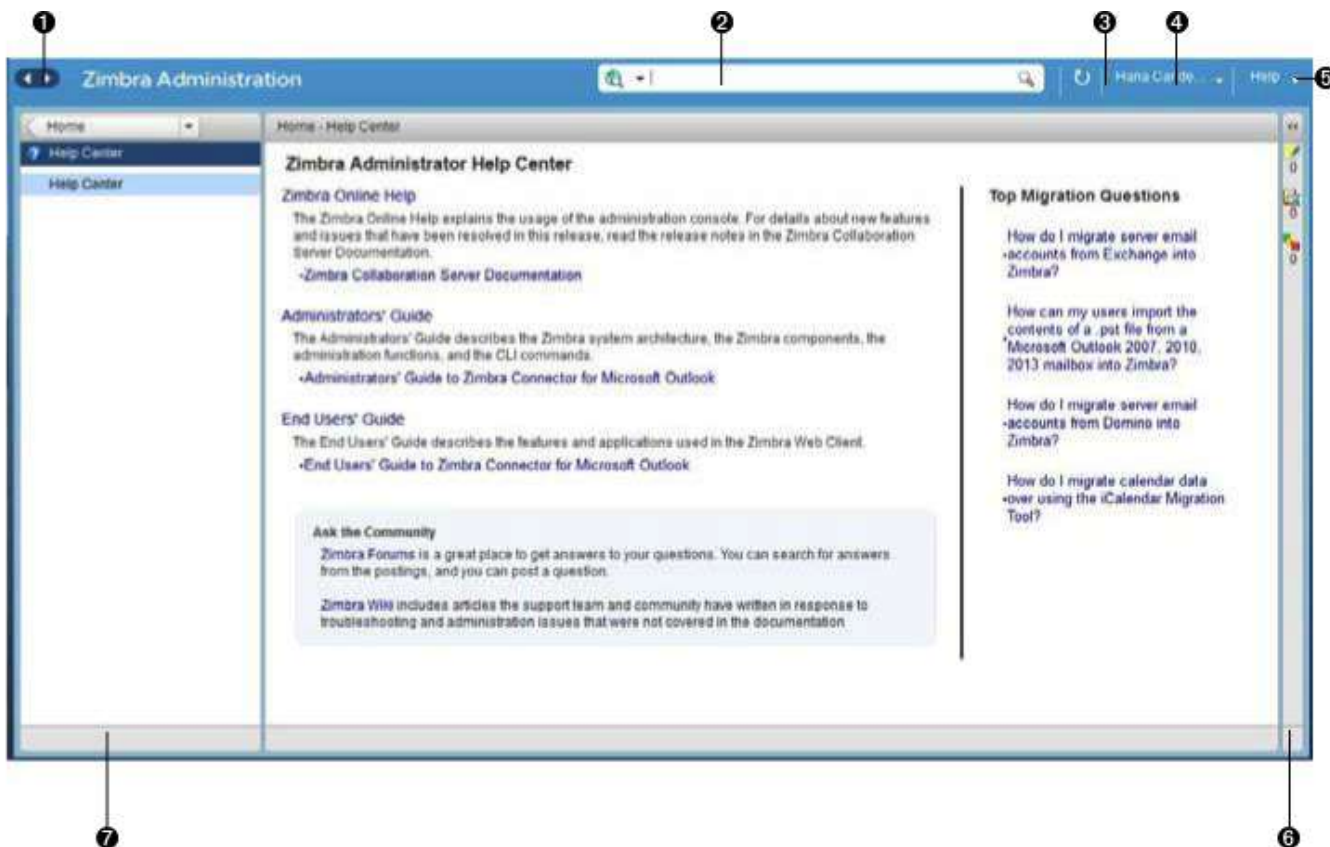 ❶ ❷ ❸ ❹
Zimbra Administration
Help ❺
Home
Home - Help Center
Help Center
Help Center
Zimbra Administrator Help Center
Zimbra Online Help
The Zimbra Online Help explains the usage of the administration console. For details about new features
and issues that have been resolved in this release, read the release notes in the Zimbra Collaboration
Server Documentation.
•Zimbra Collaboration Server Documentation
Administrators' Guide
The Administrators' Guide describes the Zimbra system architecture, the Zimbra components, the
administration functions, and the CLI commands.
•Administrators' Guide to Zimbra Connector for Microsoft Outlook
End Users' Guide
The End Users' Guide describes the features and applications used in the Zimbra Web Client.
•End Users' Guide to Zimbra Connector for Microsoft Outlook
Ask the Community
Zimbra Forums is a great place to get answers to your questions. You can search for answers
from the postings, and you can post a question.
Zimbra Wiki includes articles the support team and community have written in response to
troubleshooting and administration issues that were not covered in the documentation
Top Migration Questions
How do I migrate server email
•accounts from Exchange into
Zimbra?
How can my users import the
contents of a .pst file from a
•Microsoft Outlook 2007, 2010,
2013 mailbox into Zimbra?
How do I migrate server email
•accounts from Domino into
Zimbra?
How do I migrate calendar data
•over using the iCalendar Migration
Tool?
0
0
0
❼ ❻